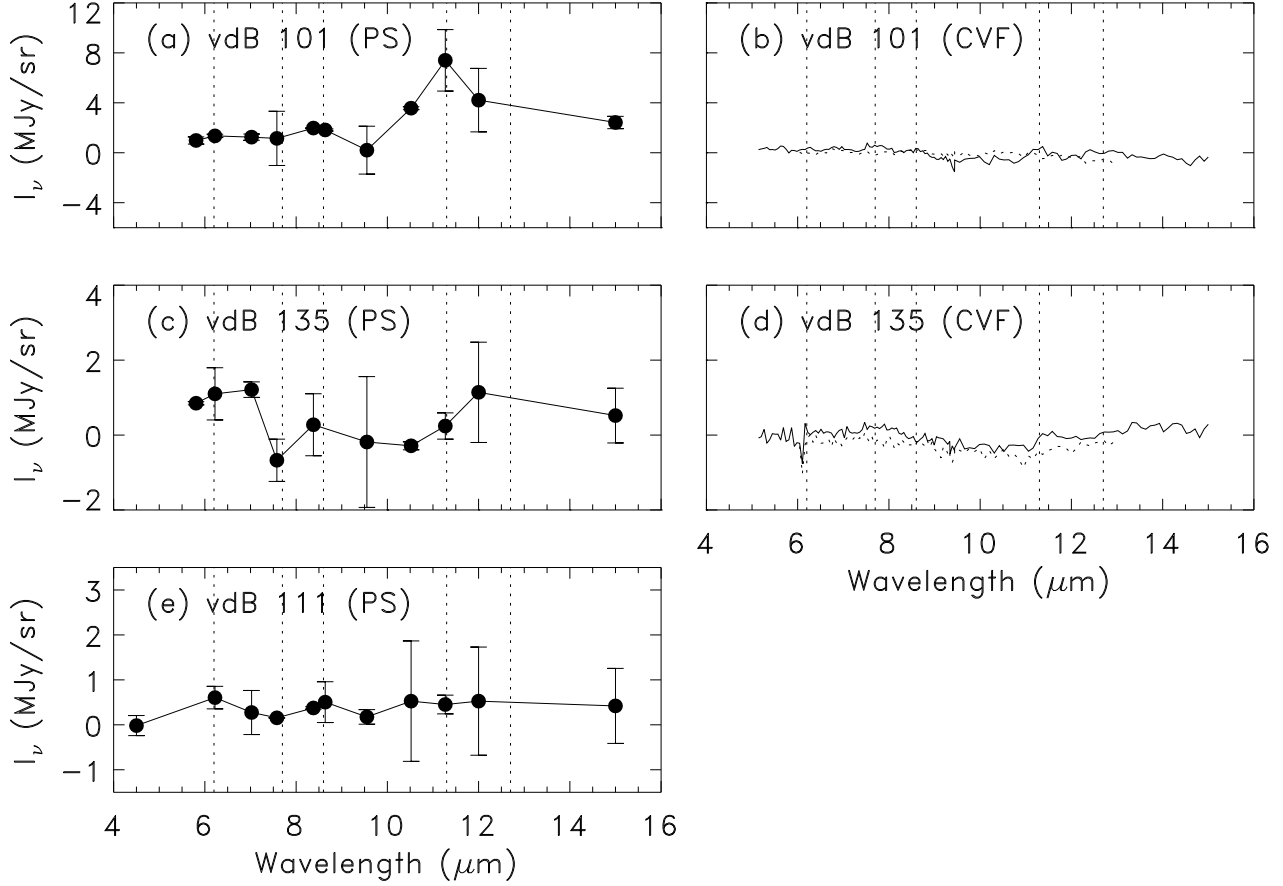 (a) vdB 101 (PS)
12
8
4
0
−4
I_ν (MJy/sr)
(b) vdB 101 (CVF)
(c) vdB 135 (PS)
4
2
0
−2
I_ν (MJy/sr)
(d) vdB 135 (CVF)
4 6 8 10 12 14 16
Wavelength (μm)
(e) vdB 111 (PS)
3
2
1
0
−1
I_ν (MJy/sr)
4 6 8 10 12 14 16
Wavelength (μm)